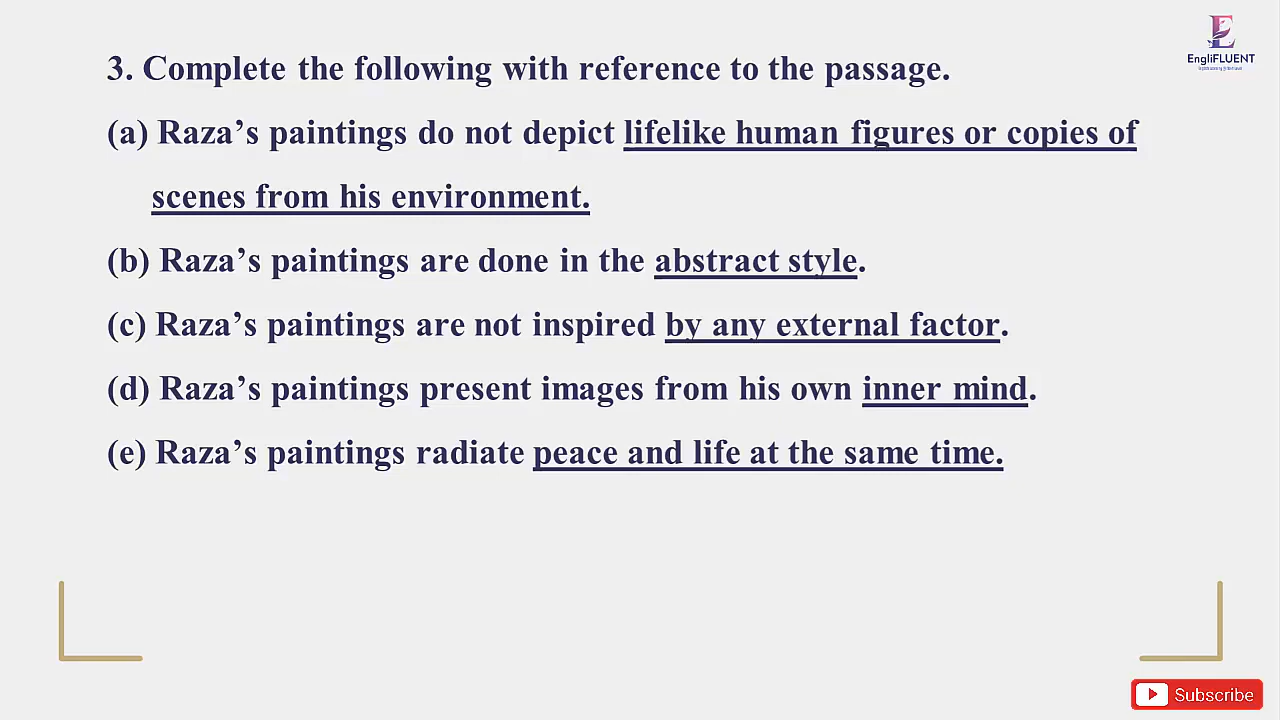 EngliFLUENT
3. Complete the following with reference to the passage.
(a) Raza’s paintings do not depict lifelike human figures or copies of
scenes from his environment.
(b) Raza’s paintings are done in the abstract style.
(c) Raza’s paintings are not inspired by any external factor.
(d) Raza’s paintings present images from his own inner mind.
(e) Raza’s paintings radiate peace and life at the same time.
Subscribe